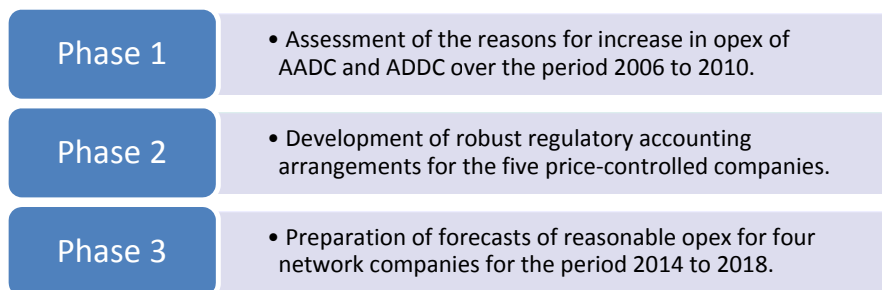 Phase 1
• Assessment of the reasons for increase in opex of
AADC and ADDC over the period 2006 to 2010.
Phase 2
• Development of robust regulatory accounting
arrangements for the five price-controlled companies.
Phase 3
• Preparation of forecasts of reasonable opex for four
network companies for the period 2014 to 2018.